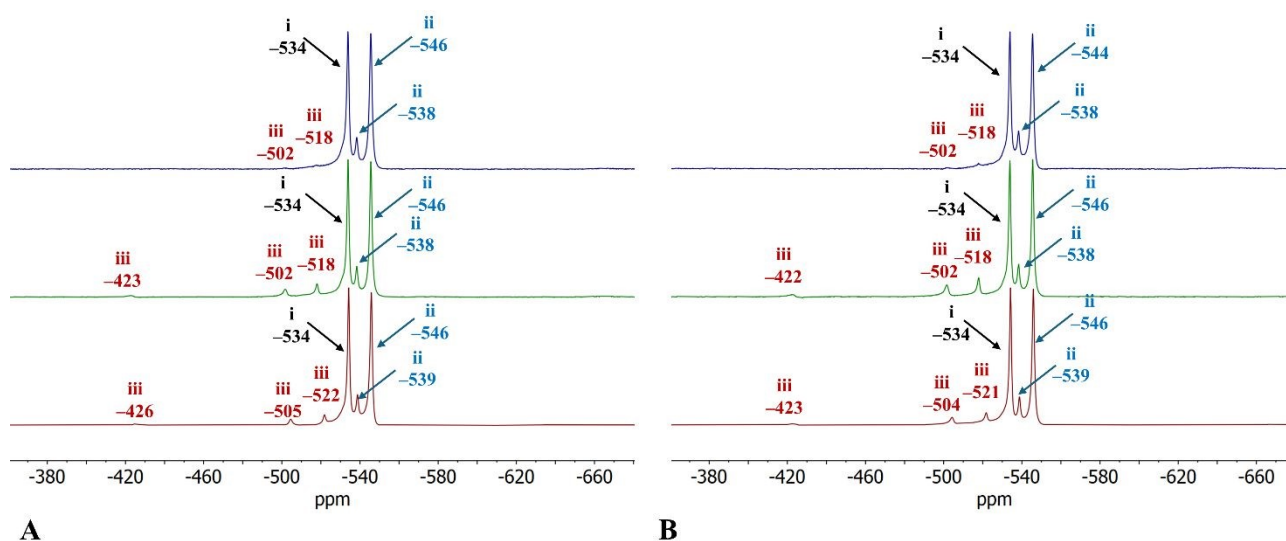 i
–534
ii
–546
ii
–538
iii
–518
iii
–502
i
–534
ii
–546
ii
–538
iii
–518
iii
–502
iii
–423
i
–534
ii
–546
ii
–539
iii
–522
iii
–505
iii
–426
-380 -420 -460 -500 -540 -580 -620 -660
ppm
A
i
–534
ii
–544
ii
–538
iii
–518
iii
–502
i
–534
ii
–546
ii
–538
iii
–518
iii
–502
iii
–422
i
–534
ii
–546
ii
–539
iii
–521
iii
–504
iii
–423
-380 -420 -460 -500 -540 -580 -620 -660
ppm
B